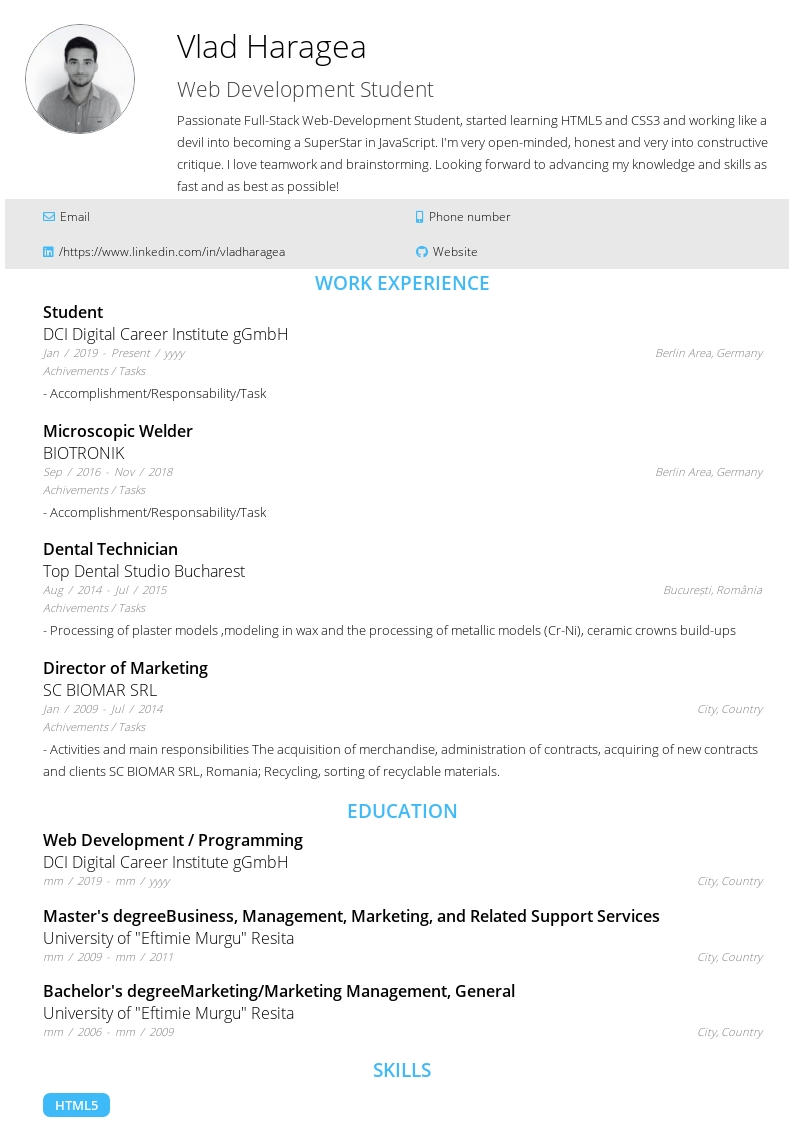 Vlad Haragea
Web Development Student
Passionate Full-Stack Web-Development Student, started learning HTML5 and CSS3 and working like a
devil into becoming a SuperStar in JavaScript. I'm very open-minded, honest and very into constructive
critique. I love teamwork and brainstorming. Looking forward to advancing my knowledge and skills as
fast and as best as possible!
Email
Phone number
/https://www.linkedin.com/in/vladharagea
Website
WORK EXPERIENCE
Student
DCI Digital Career Institute gGmbH
Jan / 2019 - Present / yyyy
Berlin Area, Germany
Achivements / Tasks
- Accomplishment/Responsability/Task
Microscopic Welder
BIOTRONIK
Sep / 2016 - Nov / 2018
Berlin Area, Germany
Achivements / Tasks
- Accomplishment/Responsability/Task
Dental Technician
Top Dental Studio Bucharest
Aug / 2014 - Jul / 2015
București, România
Achivements / Tasks
- Processing of plaster models ,modeling in wax and the processing of metallic models (Cr-Ni), ceramic crowns build-ups
Director of Marketing
SC BIOMAR SRL
Jan / 2009 - Jul / 2014
City, Country
Achivements / Tasks
- Activities and main responsibilities The acquisition of merchandise, administration of contracts, acquiring of new contracts
and clients SC BIOMAR SRL, Romania; Recycling, sorting of recyclable materials.
EDUCATION
Web Development / Programming
DCI Digital Career Institute gGmbH
mm / 2019 - mm / yyyy
City, Country
Master's degreeBusiness, Management, Marketing, and Related Support Services
University of "Eftimie Murgu" Resita
mm / 2009 - mm / 2011
City, Country
Bachelor's degreeMarketing/Marketing Management, General
University of "Eftimie Murgu" Resita
mm / 2006 - mm / 2009
City, Country
SKILLS
HTML5